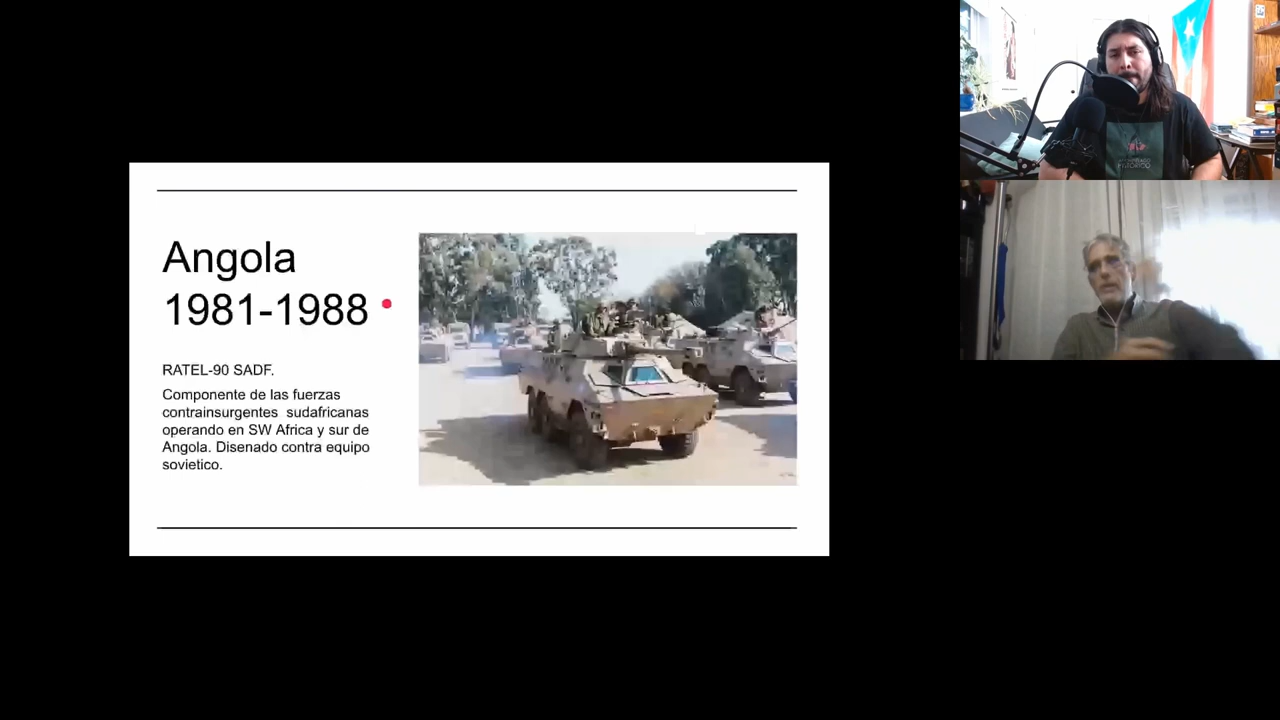 Angola
1981-1988
RATEL-90 SADF.
Componente de las fuerzas
contrainsurgentes sudafricanas
operando en SW Africa y sur de
Angola. Disenado contra equipo
sovietico.